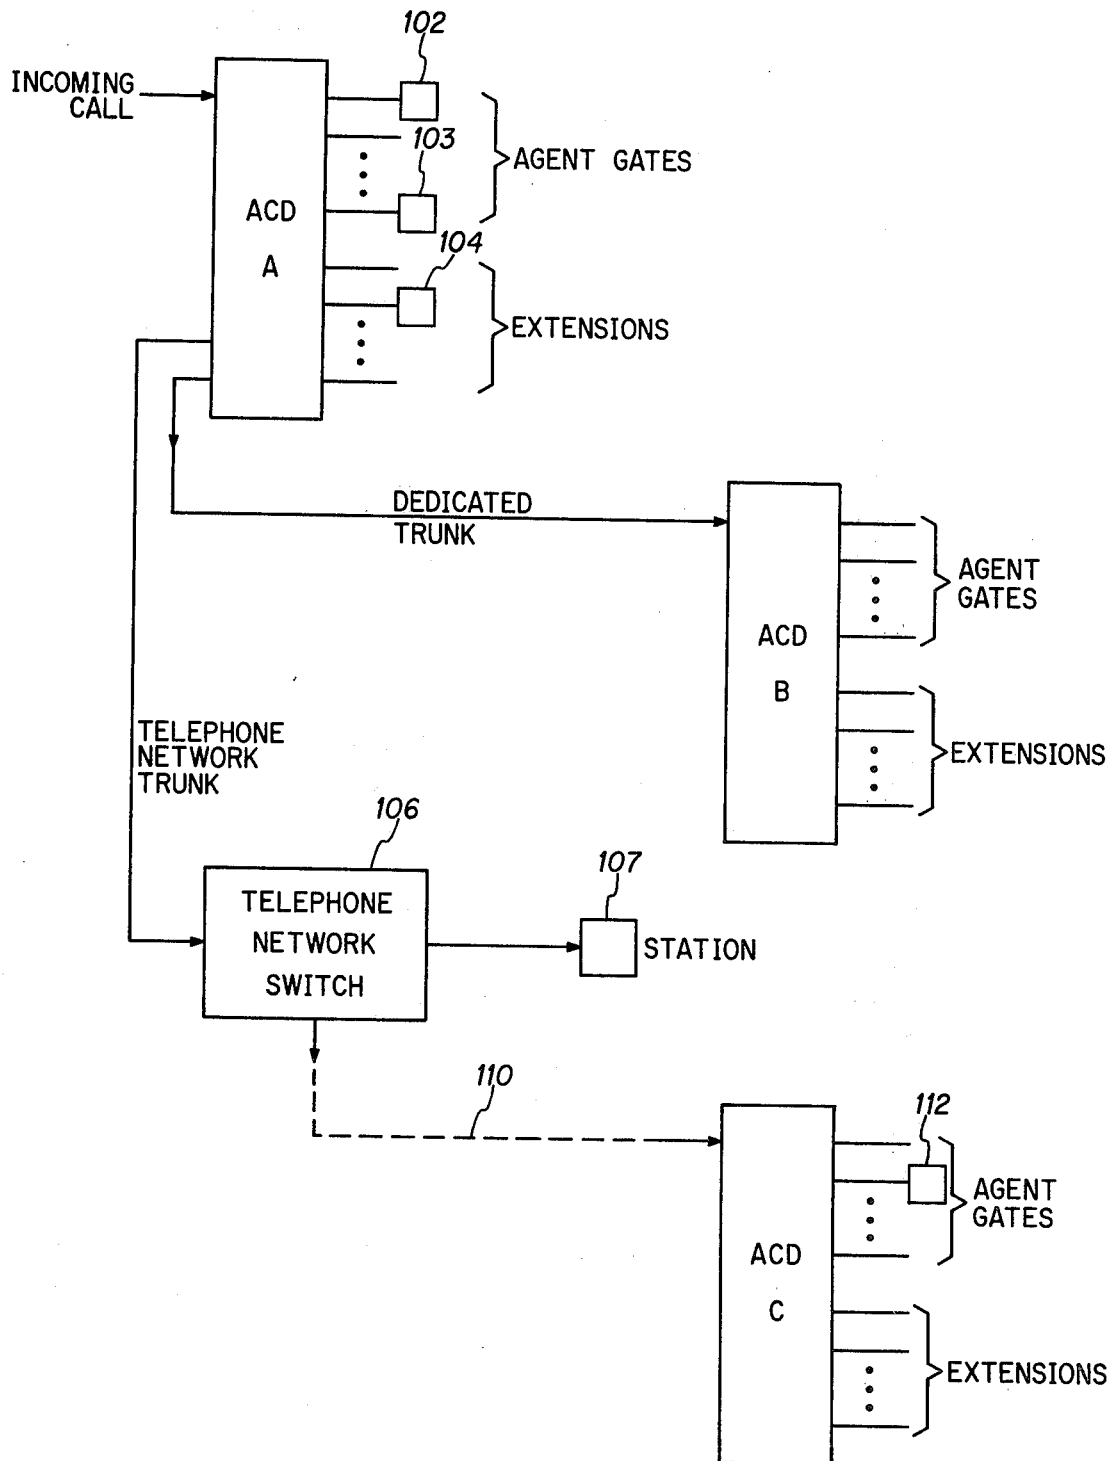 102
INCOMING
CALL
103
AGENT GATES
ACD
A
104
EXTENSIONS
DEDICATED
TRUNK
AGENT
GATES
ACD
B
TELEPHONE
NETWORK
TRUNK
EXTENSIONS
106
107
TELEPHONE
NETWORK
SWITCH
STATION
110
112
AGENT
GATES
ACD
C
EXTENSIONS